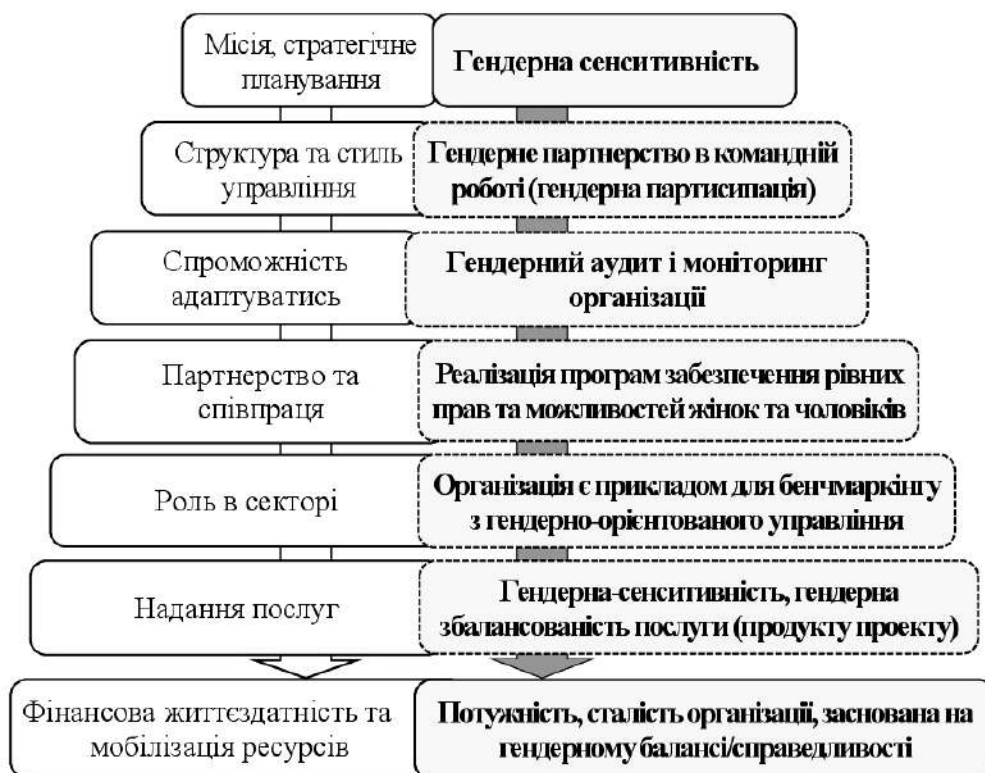 Місія, стратегічне
планування
Гендерна сенситивність
Структура та стиль
управління
Гендерне партнерство в командній
роботі (гендерна партисипація)
Спроможність
адаптуватись
Гендерний аудит і моніторинг
організації
Партнерство та
співпраця
Реалізація програм забезпечення рівних
прав та можливостей жінок та чоловіків
Роль в секторі
Організація є прикладом для бенчмаркінгу
з гендерно-орієнтованого управління
Надання послуг
Гендерна-сенситивність, гендерна
збалансованість послуги (продукту проекту)
Фінансова життєздатність та
мобілізація ресурсів
Потужність, сталість організації, заснована на
гендерному балансі/справедливості